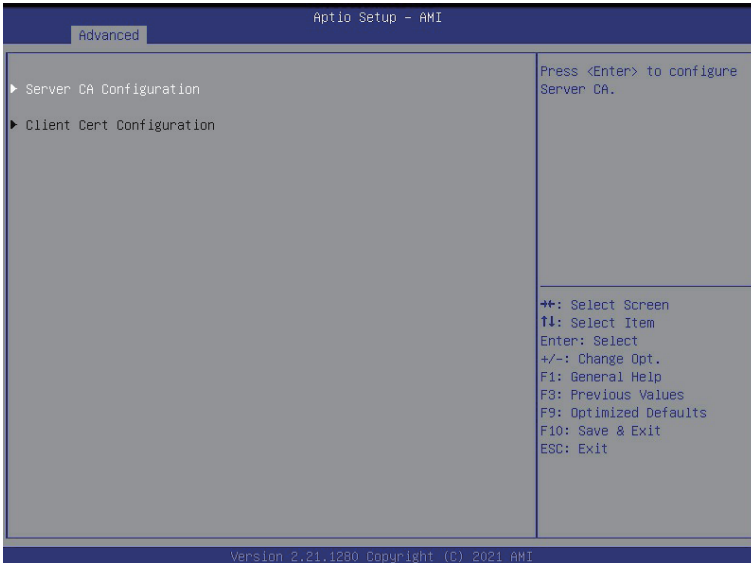 Aptio Setup – AMI
Advanced
▶ Server CA Configuration
▶ Client Cert Configuration
Press <Enter> to configure
Server CA.
→←: Select Screen
↑↓: Select Item
Enter: Select
+/-: Change Opt.
F1: General Help
F3: Previous Values
F9: Optimized Defaults
F10: Save & Exit
ESC: Exit
Version 2.21.1280 Copyright (C) 2021 AMI